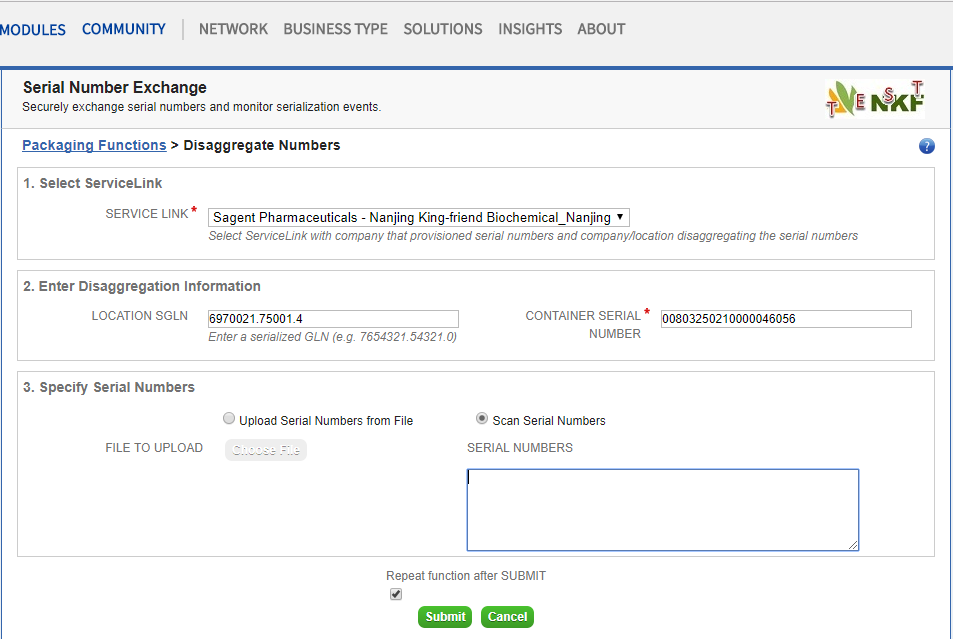 MODULES COMMUNITY NETWORK BUSINESS TYPE SOLUTIONS INSIGHTS ABOUT
Serial Number Exchange
Securely exchange serial numbers and monitor serialization events.
TEST
NKF
Packaging Functions > Disaggregate Numbers
?
1. Select ServiceLink
SERVICE LINK * Sagent Pharmaceuticals - Nanjing King-friend Biochemical_Nanjing ▼
Select ServiceLink with company that provisioned serial numbers and company/location disaggregating the serial numbers
2. Enter Disaggregation Information
LOCATION SGLN 6970021.75001.4
Enter a serialized GLN (e.g. 7654321.54321.0)
CONTAINER SERIAL * 00803250210000046056
NUMBER
3. Specify Serial Numbers
Upload Serial Numbers from File
Scan Serial Numbers
FILE TO UPLOAD Choose File
SERIAL NUMBERS
Repeat function after SUBMIT
Submit Cancel